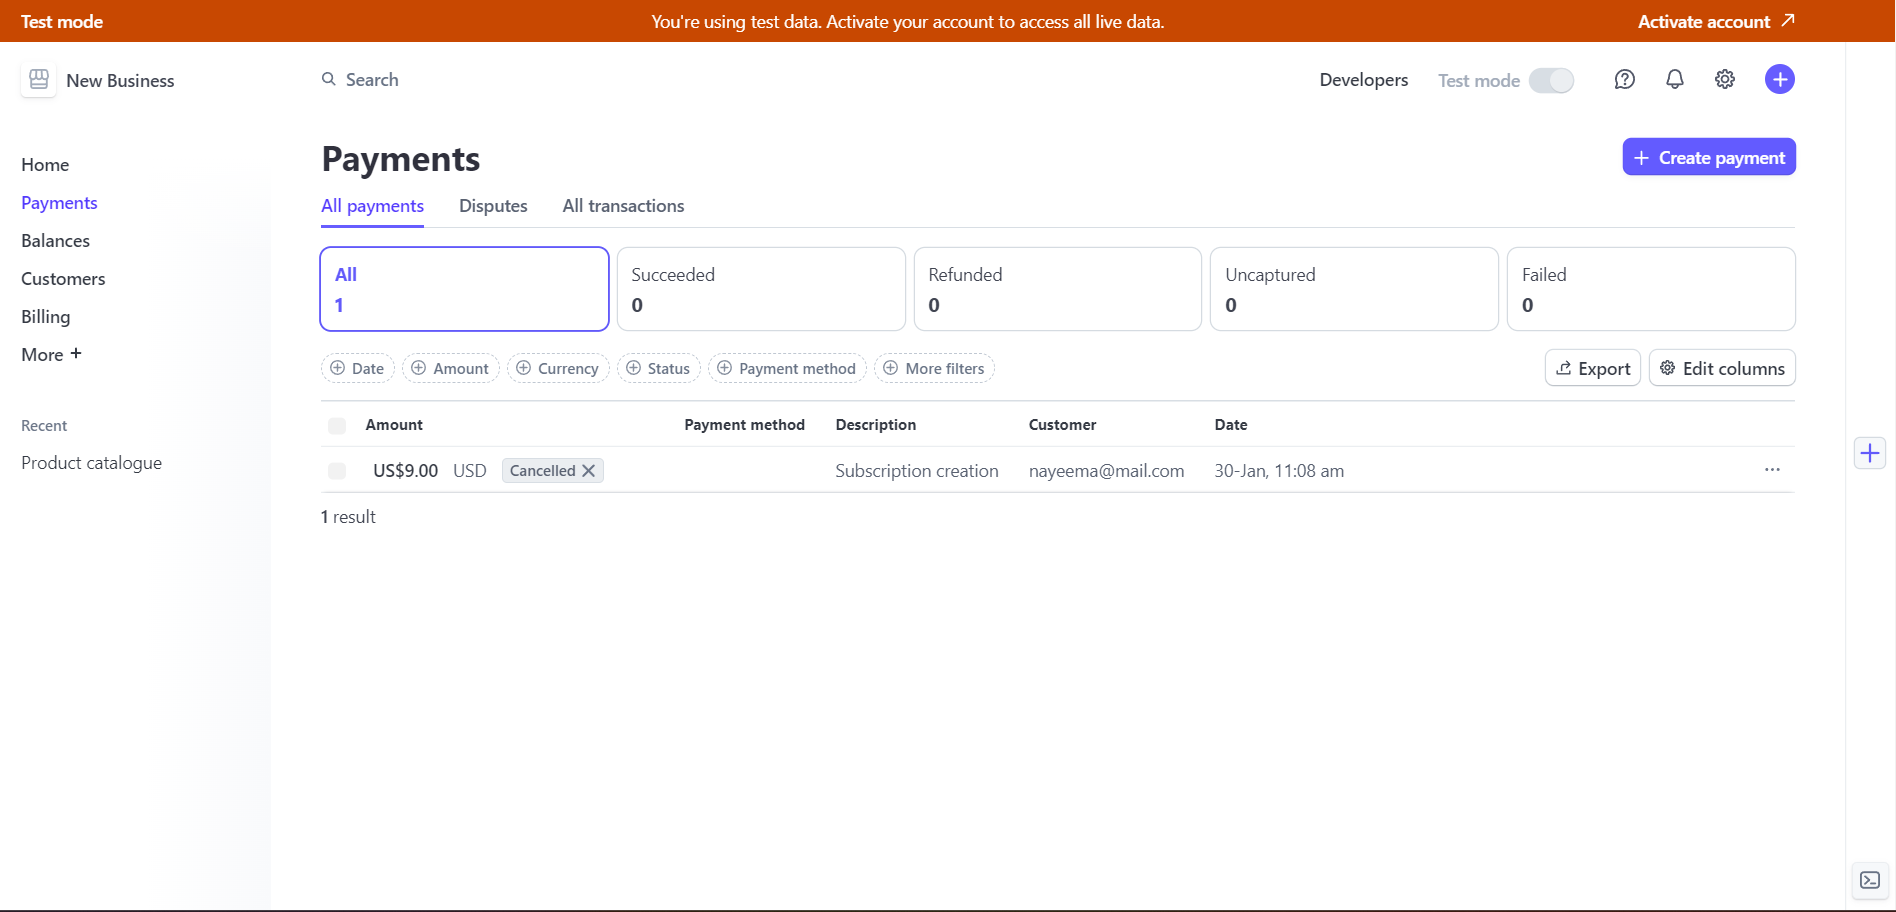 Test mode
You're using test data. Activate your account to access all live data.
Activate account
New Business
Search
Developers
Test mode
Home
Payments
Balances
Customers
Billing
More +
Recent
Product catalogue
Payments
+ Create payment
All payments Disputes All transactions
All
1
Succeeded
0
Refunded
0
Uncaptured
0
Failed
0
Date Amount Currency Status Payment method More filters
Export Edit columns
Amount Payment method Description Customer Date
US$9.00 USD Cancelled Subscription creation nayeema@mail.com 30-Jan, 11:08 am
1 result